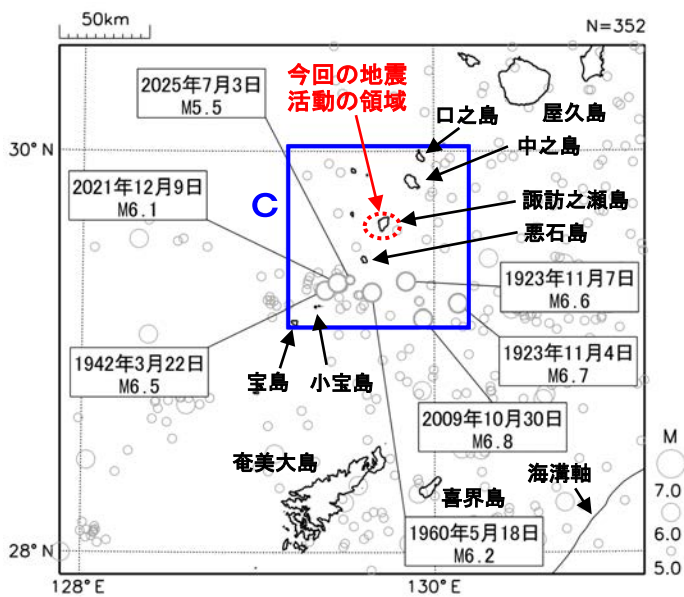 50km
N=352
2025年7月3日
M5.5
今回の地震
活動の領域
屋久島
口之島
30°N
中之島
2021年12月9日
M6.1
C
諏訪之瀬島
悪石島
1923年11月7日
M6.6
1942年3月22日
M6.5
宝島
小宝島
1923年11月4日
M6.7
2009年10月30日
M6.8
奄美大島
海溝軸
M
喜界島
7.0
1960年5月18日
M6.2
6.0
28°N
5.0
128°E
130°E